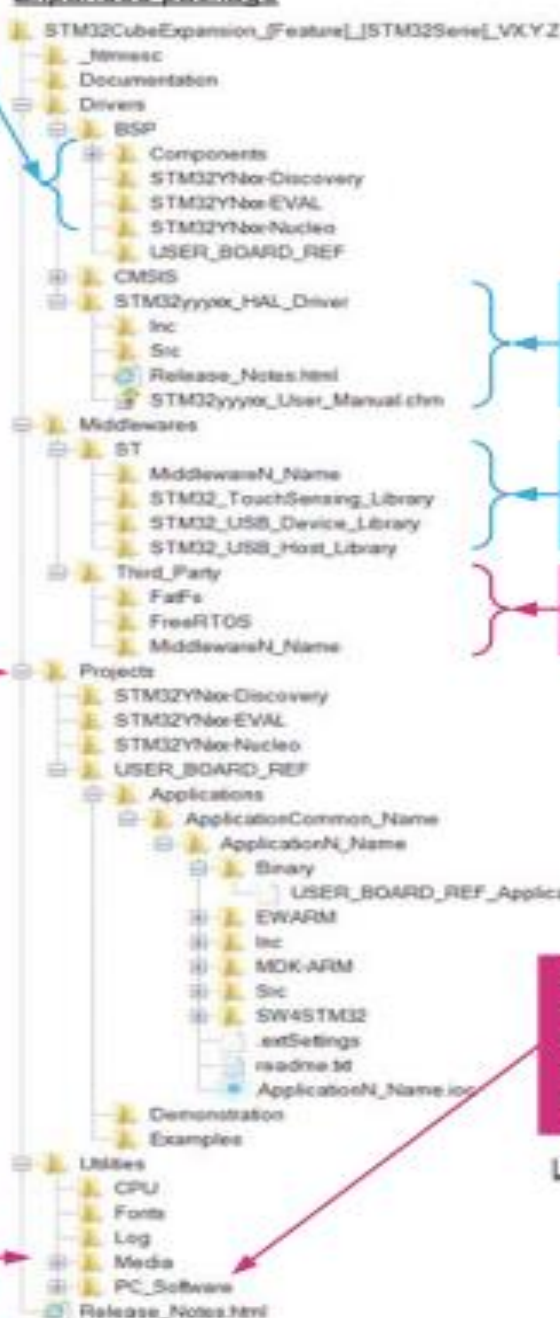 STM32CubeExpansion_[Feature]_[STM32Serie]_VX.Y.Z
_htmresc
Documentation
Drivers
BSP
Components
STM32YNxx-Discovery
STM32YNxx-EVAL
STM32YNxx-Nucleo
USER_BOARD_REF
CMSIS
STM32yyyxx_HAL_Driver
Inc
Src
Release_Notes.html
STM32yyyxx_User_Manual.chm
Middlewares
ST
MiddlewareN_Name
STM32_TouchSensing_Library
STM32_USB_Device_Library
STM32_USB_Host_Library
Third_Party
FatFs
FreeRTOS
MiddlewareN_Name
Projects
STM32YNxx-Discovery
STM32YNxx-EVAL
STM32YNxx-Nucleo
USER_BOARD_REF
Applications
ApplicationCommon_Name
ApplicationN_Name
Binary
USER_BOARD_REF_Applica
EWARM
Inc
MDK-ARM
Src
SW4STM32
.extSettings
readme.txt
ApplicationN_Name.ioc
Demonstration
Examples
Utilities
CPU
Fonts
Log
Media
PC_Software
Release_Notes.html